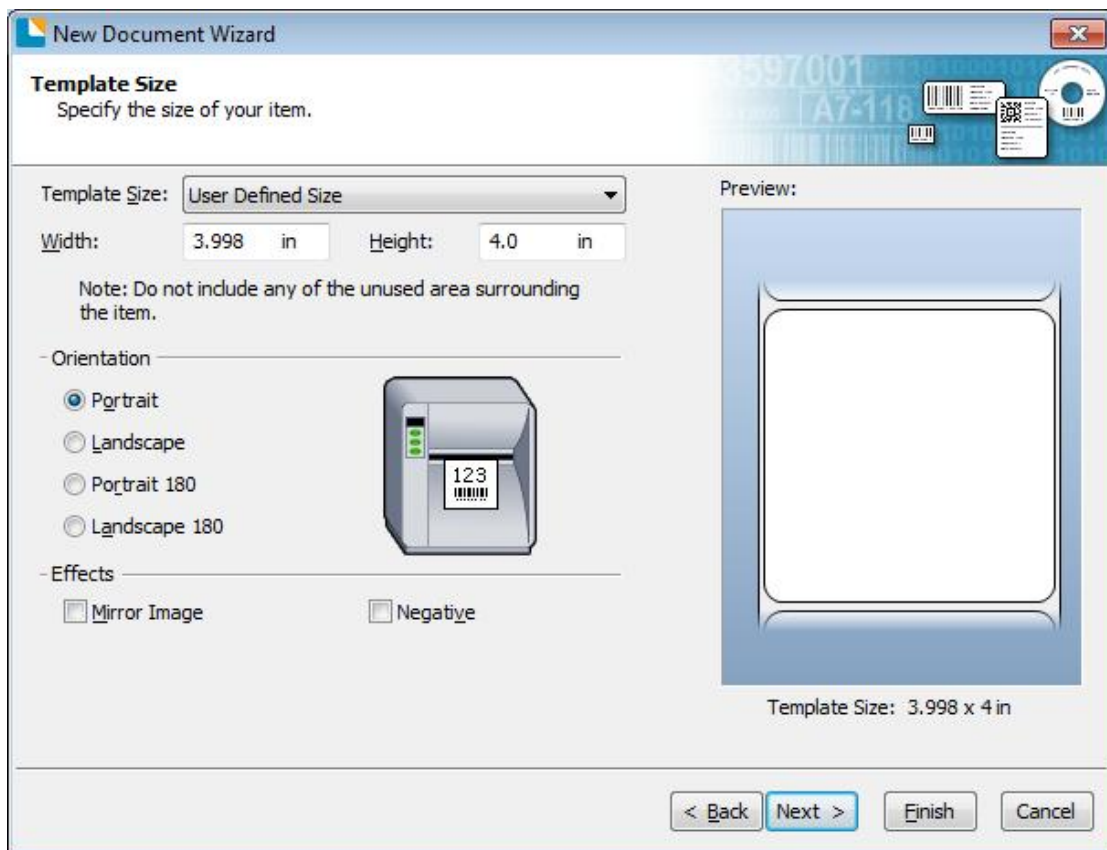 New Document Wizard
Template Size
Specify the size of your item.
3597001
A7-118
Template Size: User Defined Size
Width: 3.998 in Height: 4.0 in
Note: Do not include any of the unused area surrounding
the item.
Orientation
Portrait
Landscape
Portrait 180
Landscape 180
123
Effects
Mirror Image Negative
Preview:
Template Size: 3.998 x 4 in
< Back Next > Finish Cancel